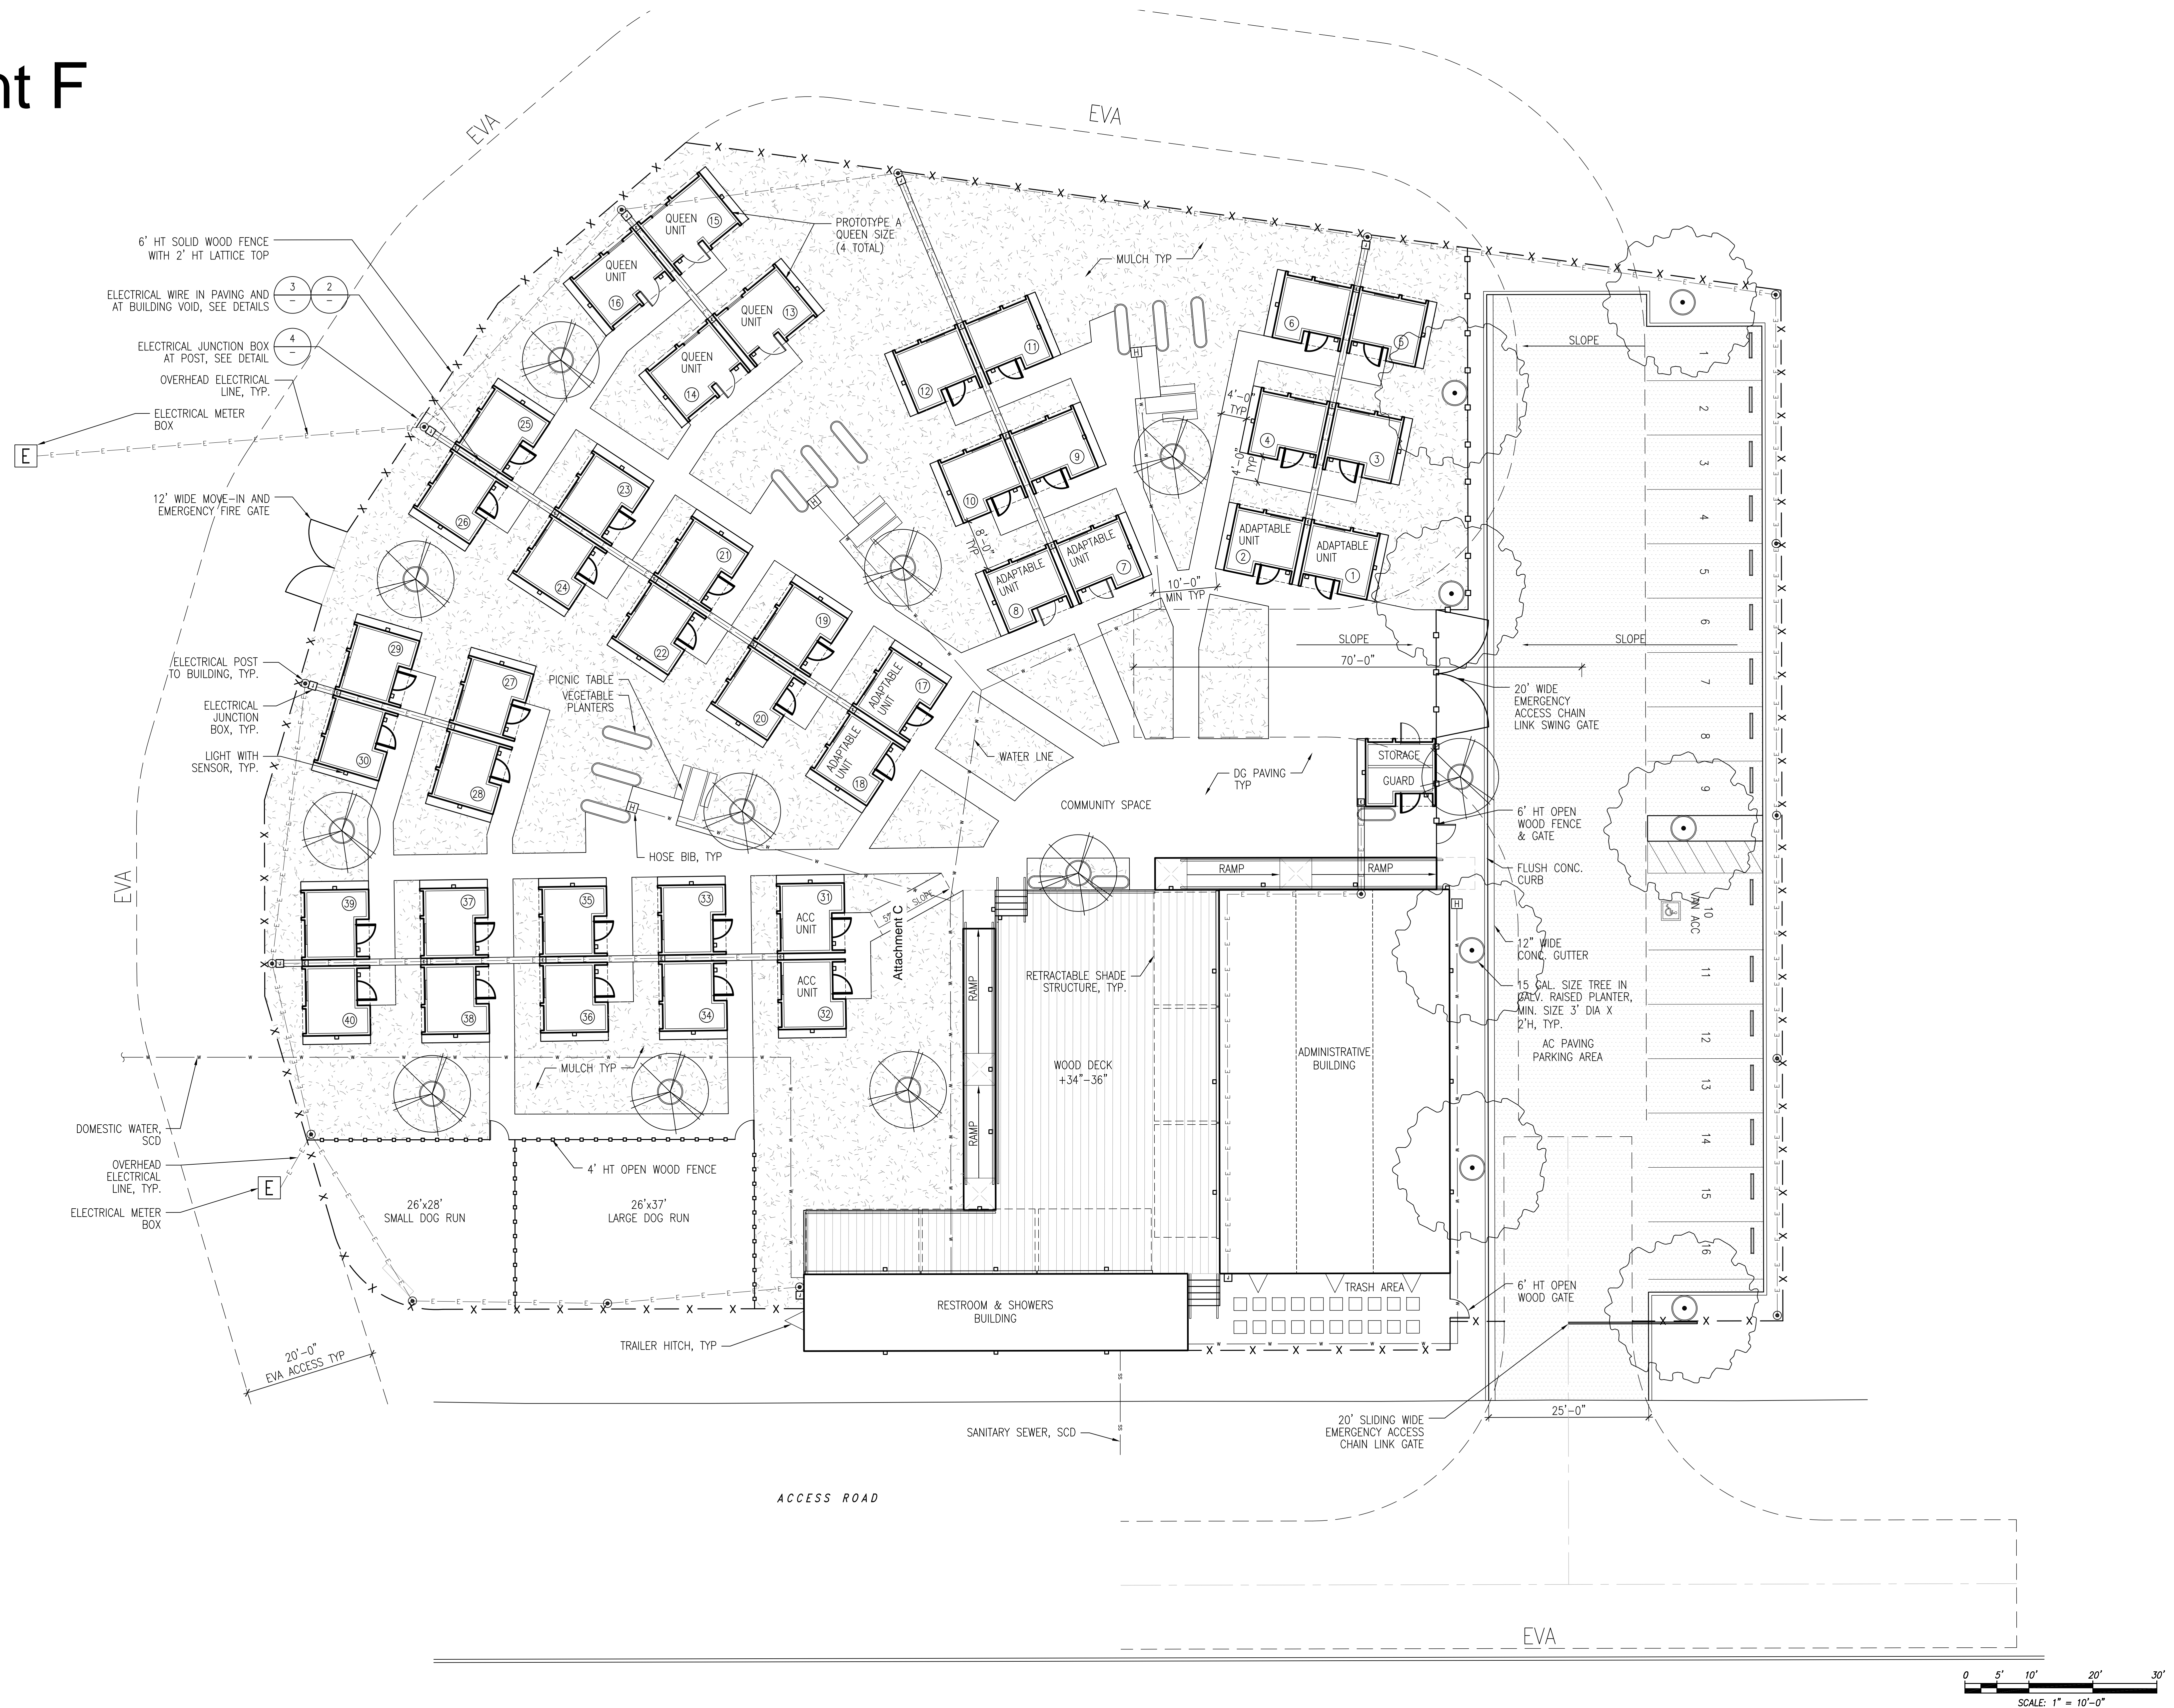 nt F
EVA
EVA
6' HT SOLID WOOD FENCE
WITH 2' HT LATTICE TOP
ELECTRICAL WIRE IN PAVING AND
AT BUILDING VOID, SEE DETAILS
3
–
2
–
ELECTRICAL JUNCTION BOX
AT POST, SEE DETAIL
4
–
OVERHEAD ELECTRICAL
LINE, TYP.
ELECTRICAL METER
BOX
E
12' WIDE MOVE-IN AND
EMERGENCY FIRE GATE
ELECTRICAL POST
TO BUILDING, TYP.
ELECTRICAL
JUNCTION
BOX, TYP.
LIGHT WITH
SENSOR, TYP.
EVA
DOMESTIC WATER,
SCD
OVERHEAD
ELECTRICAL
LINE, TYP.
E
ELECTRICAL METER
BOX
20'-0"
EVA ACCESS TYP
QUEEN
UNIT
15
QUEEN
UNIT
16
QUEEN
UNIT
13
QUEEN
UNIT
14
PROTOTYPE A
QUEEN SIZE
(4 TOTAL)
MULCH TYP
12
11
10
9
8'-0"
TYP
ADAPTABLE
UNIT
8
ADAPTABLE
UNIT
7
6
5
4'-0"
TYP
4
3
4'-0"
TYP
ADAPTABLE
UNIT
2
ADAPTABLE
UNIT
1
10'-0"
MIN TYP
H
H
25
26
23
24
21
22
19
20
ADAPTABLE
UNIT
17
ADAPTABLE
UNIT
18
29
30
27
28
PICNIC TABLE
VEGETABLE
PLANTERS
H
HOSE BIB, TYP
WATER LNE
DG PAVING
TYP
COMMUNITY SPACE
SLOPE
70'-0"
SLOPE
SLOPE
SLOPE
STORAGE
GUARD
20' WIDE
EMERGENCY
ACCESS CHAIN
LINK SWING GATE
6' HT OPEN
WOOD FENCE
& GATE
FLUSH CONC.
CURB
12" WIDE
CONC. GUTTER
15 GAL. SIZE TREE IN
GALV. RAISED PLANTER,
MIN. SIZE 3' DIA X
2'H, TYP.
AC PAVING
PARKING AREA
1
2
3
4
5
6
7
8
9
10
VAN ACC
11
12
13
14
15
16
39
40
37
38
35
36
33
34
31
ACC
UNIT
ACC
UNIT
32
5%
SLOPE
Attachment C
RAMP
RAMP
RAMP
RAMP
H
RETRACTABLE SHADE
STRUCTURE, TYP.
WOOD DECK
+34"-36"
ADMINISTRATIVE
BUILDING
MULCH TYP
4' HT OPEN WOOD FENCE
26'x28'
SMALL DOG RUN
26'x37'
LARGE DOG RUN
RESTROOM & SHOWERS
BUILDING
TRASH AREA
TRAILER HITCH, TYP
6' HT OPEN
WOOD GATE
SANITARY SEWER, SCD
20' SLIDING WIDE
EMERGENCY ACCESS
CHAIN LINK GATE
25'-0"
ACCESS ROAD
EVA
0 5' 10' 20' 30'
SCALE: 1" = 10'-0"